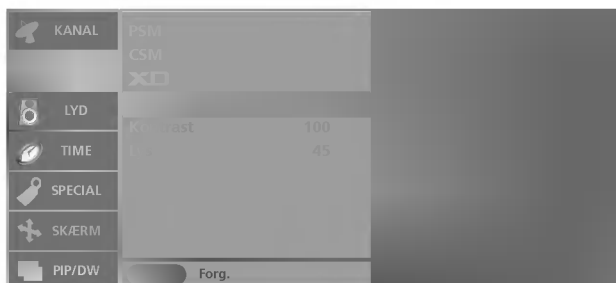 KANAL
PSM
CSM
XD
LYD
Kontrast 100
TIME
45
SPECIAL
SKÆRM
PIP/DW
Forg.